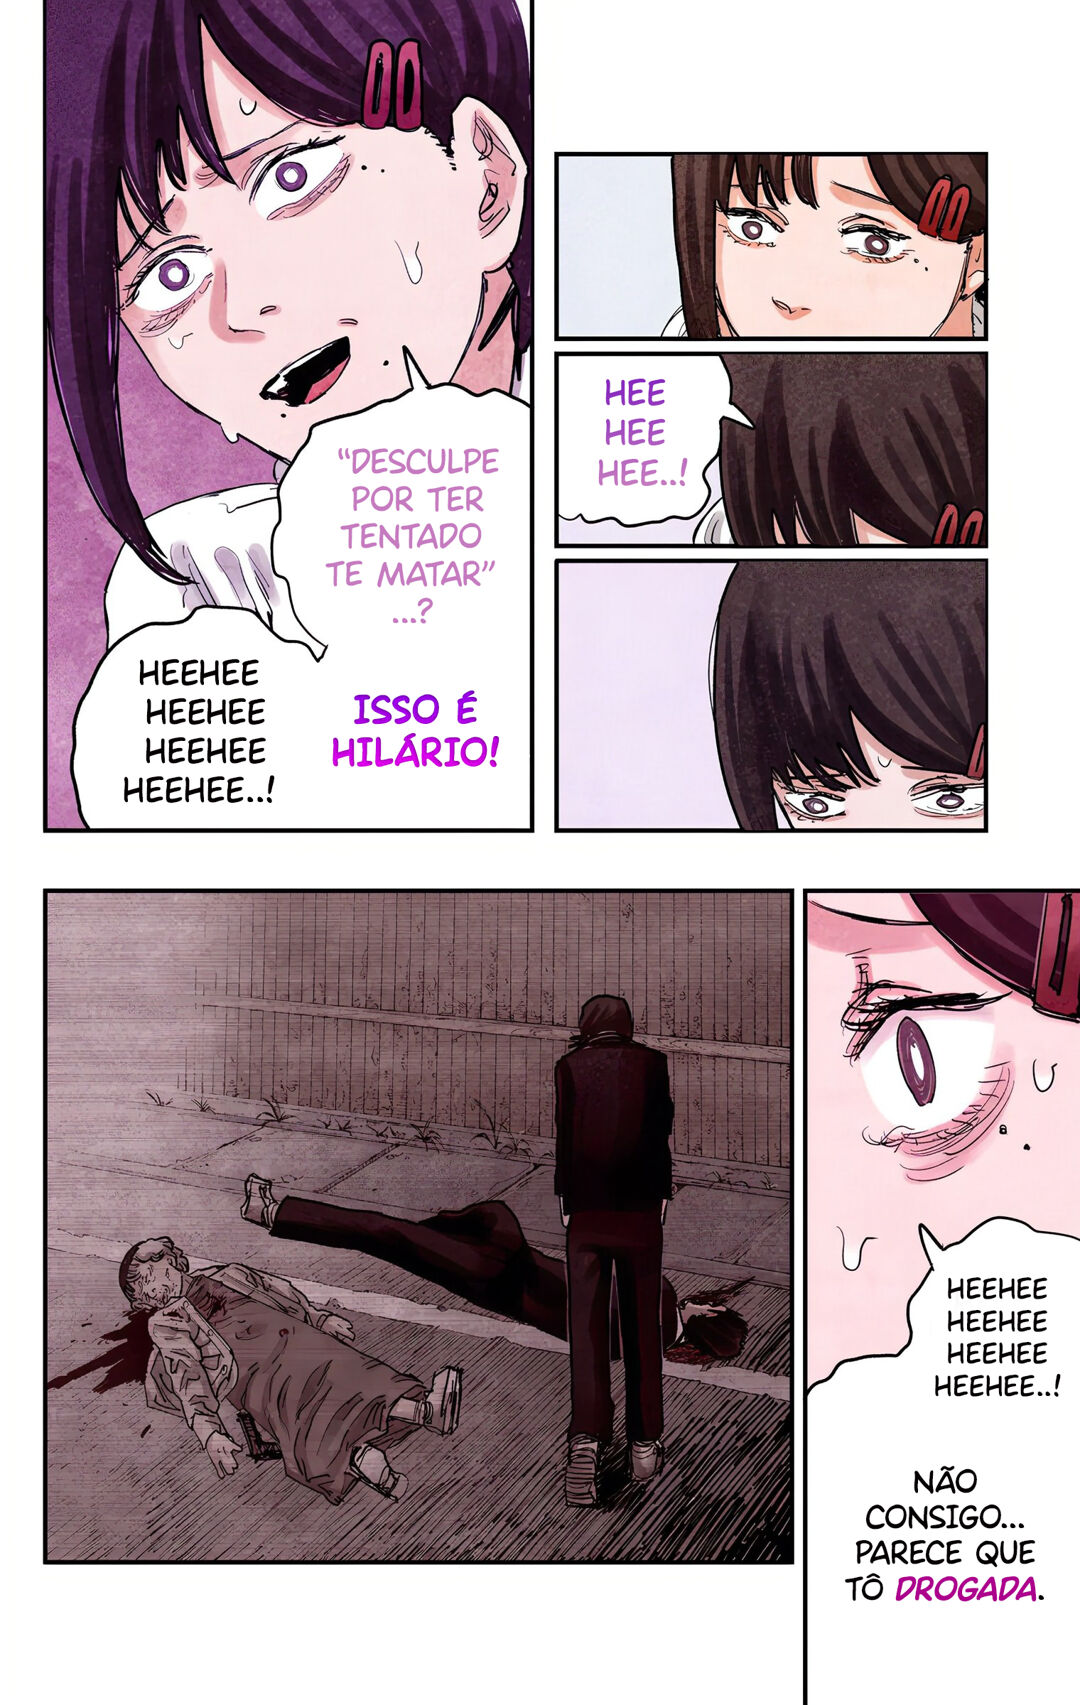 HEE
HEE
HEE..!
“DESCULPE
POR TER
TENTADO
TE MATAR”
...?
ISSO É
HILÁRIO!
HEEHEE
HEEHEE
HEEHEE
HEEHEE..!
HEEHEE
HEEHEE
HEEHEE
HEEHEE..!
NÃO
CONSIGO...
PARECE QUE
TÔ DROGADA.